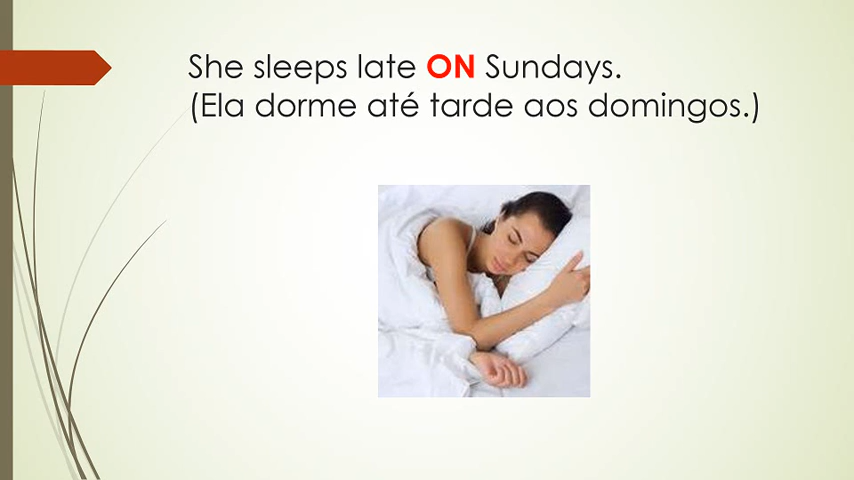 She sleeps late ON Sundays.
(Ela dorme até tarde aos domingos.)